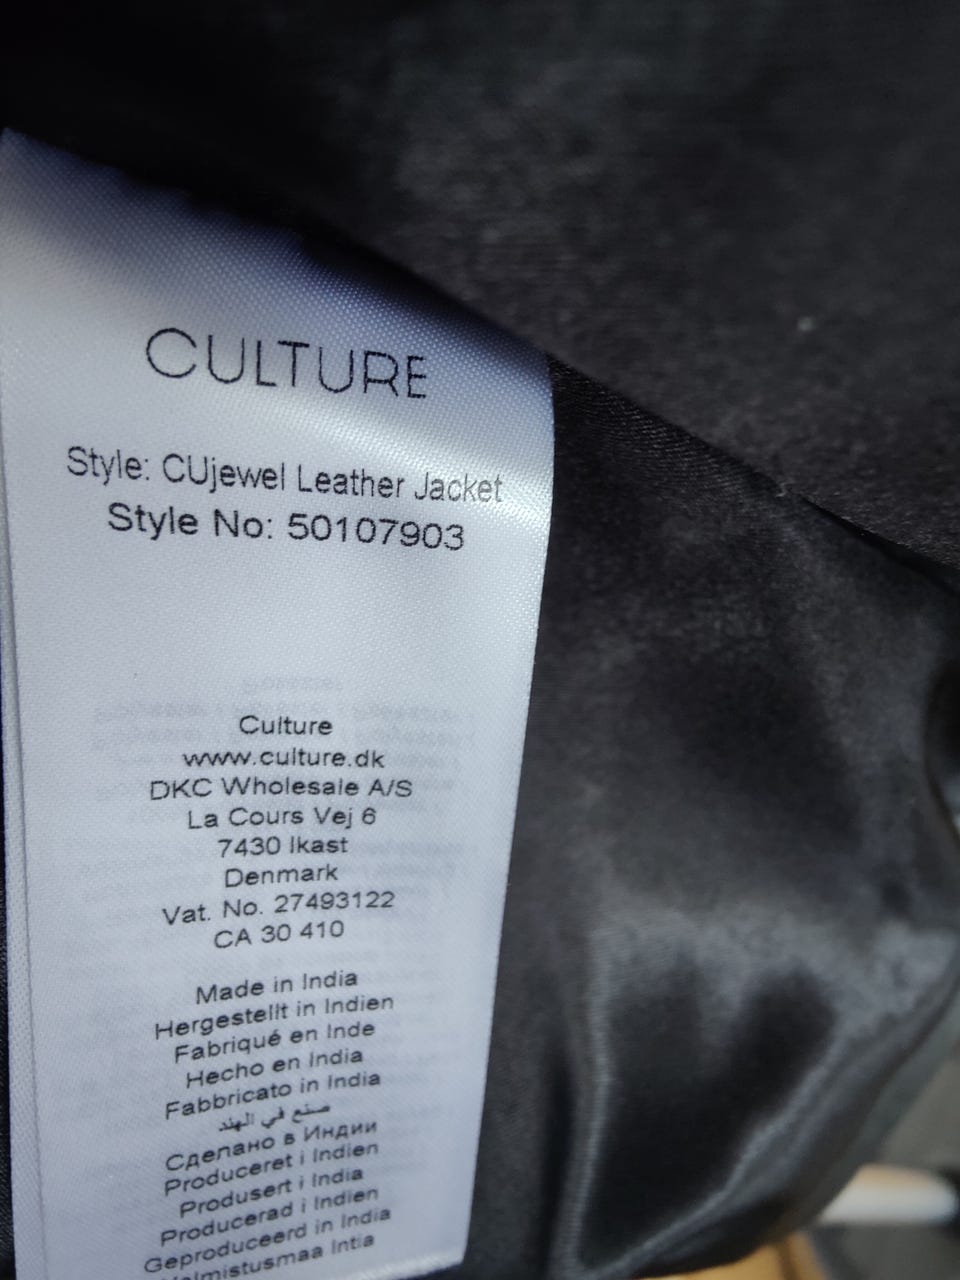 CULTURE
Style: CUjewel Leather Jacket
Style No: 50107903
Culture
www.culture.dk
DKC Wholesale A/S
La Cours Vej 6
7430 Ikast
Denmark
Vat. No. 27493122
CA 30 410
Made in India
Hergestellt in Indien
Fabriqué en Inde
Hecho en India
Fabbricato in India
صنع في الهند
Сделано в Индии
Produceret i Indien
Produsert i India
Producerad i Indien
Geproduceerd in India
Valmistusmaa Intia